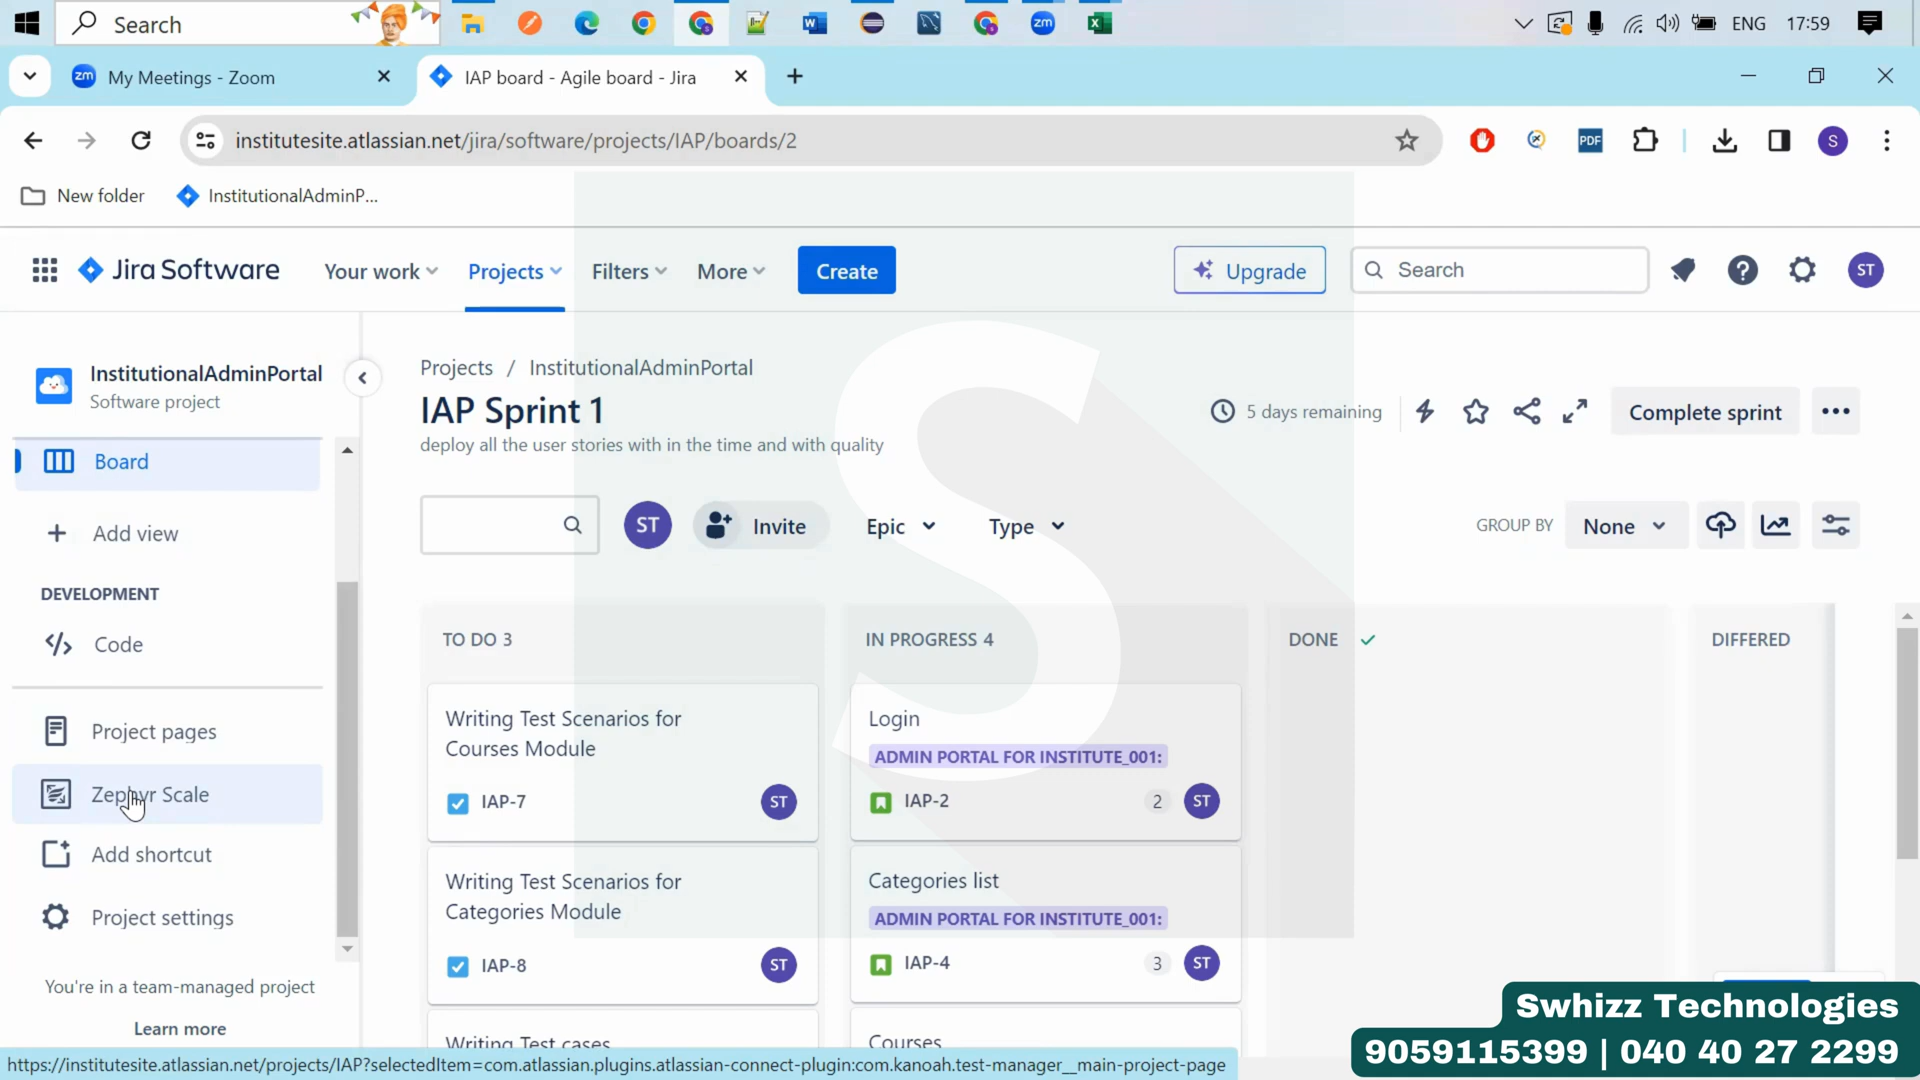 Search
W
zm
ENG
17:59
zm
My Meetings - Zoom
IAP board - Agile board - Jira
institutesite.atlassian.net/jira/software/projects/IAP/boards/2
PDF
S
New folder
InstitutionalAdminP...
Jira Software
Your work
Projects
Filters
More
Create
Upgrade
Search
ST
InstitutionalAdminPortal
Software project
Board
Add view
DEVELOPMENT
Code
Project pages
Zephyr Scale
Add shortcut
Project settings
You're in a team-managed project
Learn more
Projects / InstitutionalAdminPortal
IAP Sprint 1
deploy all the user stories with in the time and with quality
5 days remaining
Complete sprint
ST
Invite
Epic
Type
GROUP BY
None
TO DO 3
Writing Test Scenarios for
Courses Module
IAP-7
ST
Writing Test Scenarios for
Categories Module
IAP-8
ST
Writing Test cases
IN PROGRESS 4
Login
ADMIN PORTAL FOR INSTITUTE_001:
IAP-2
2
ST
Categories list
ADMIN PORTAL FOR INSTITUTE_001:
IAP-4
3
ST
Courses
DONE
DIFFERED
S
https://institutesite.atlassian.net/projects/IAP?selectedItem=com.atlassian.plugins.atlassian-connect-plugin:com.kanoah.test-manager__main-project-page
Swhizz Technologies
9059115399 | 040 40 27 2299